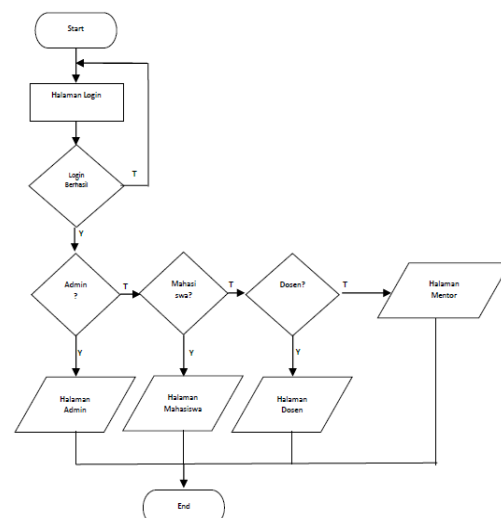 Start
Halaman Login
Login
Berhasil
T
Y
Admin
?
T
Mahasi
swa?
T
Dosen?
T
Halaman
Mentor
Y
Y
Y
Halaman
Admin
Halaman
Mahasiswa
Halaman
Dosen
End